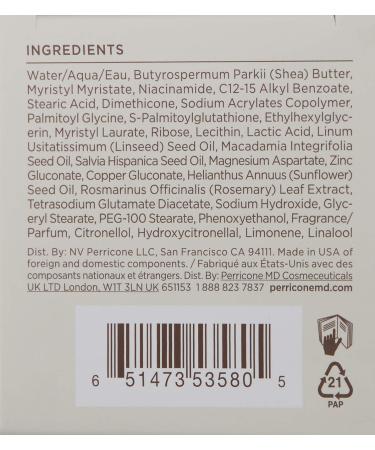 INGREDIENTS
Water/Aqua/Eau, Butyrospermum Parkii (Shea) Butter,
Myristyl Myristate, Niacinamide, C12-15 Alkyl Benzoate,
Stearic Acid, Dimethicone, Sodium Acrylates Copolymer,
Palmitoyl Glycine, S-Palmitoylglutathione, Ethylhexylglyc-
erin, Myristyl Laurate, Ribose, Lecithin, Lactic Acid, Linum
Usitatissimum (Linseed) Seed Oil, Macadamia Integrifolia
Seed Oil, Salvia Hispanica Seed Oil, Magnesium Aspartate, Zinc
Gluconate, Copper Gluconate, Helianthus Annuus (Sunflower)
Seed Oil, Rosmarinus Officinalis (Rosemary) Leaf Extract,
Tetrasodium Glutamate Diacetate, Sodium Hydroxide, Glyc-
eryl Stearate, PEG-100 Stearate, Phenoxyethanol, Fragrance/
Parfum, Citronellol, Hydroxycitronellal, Limonene, Linalool
Dist. By: NV Perricone LLC, San Francisco CA 94111. Made in USA of
foreign and domestic components. / Fabriqué aux États-Unis avec des
composants nationaux et étrangers. Dist. By: Perricone MD Cosmeceuticals
UK LTD London, W1T 3LN UK 651153 1 888 823 7837 perriconemd.com
6 51473 53580 5
21
PAP